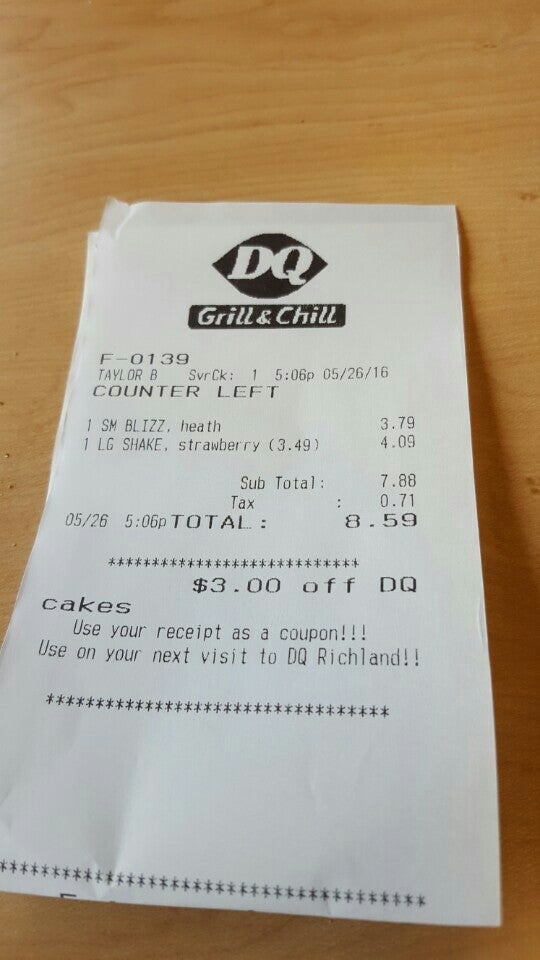 DQ
Grill & Chill
F-0139
TAYLOR B SvrCk: 1 5:06p 05/26/16
COUNTER LEFT
1 SM BLIZZ, heath 3.79
1 LG SHAKE, strawberry (3.49) 4.09
Sub Total: 7.88
Tax : 0.71
05/26 5:06p TOTAL: 8.59
***************************
$3.00 off DQ
cakes
Use your receipt as a coupon!!!
Use on your next visit to DQ Richland!!
***********************************
****************************************